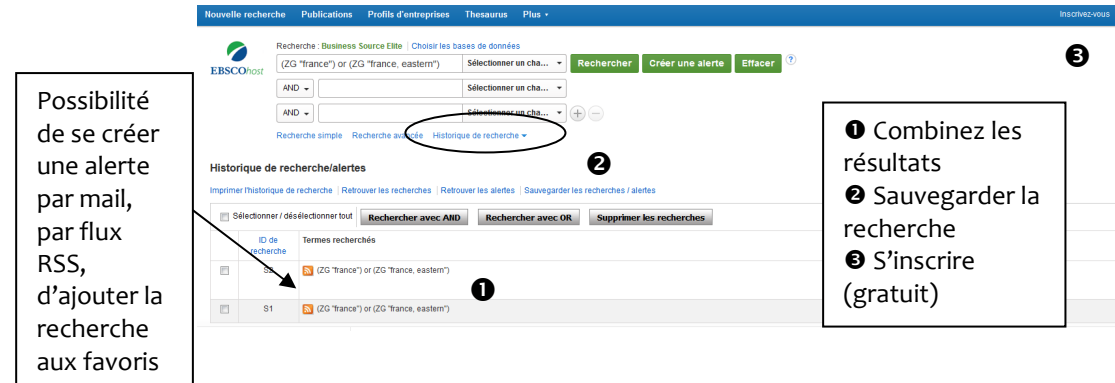 Nouvelle recherche Publications Profils d'entreprises Thesaurus Plus
Inscrivez-vous
Recherche : Business Source Elite | Choisir les bases de données
EBSCOhost
(ZG "france") or (ZG "france, eastern") Sélectionner un cha... Rechercher Créer une alerte Effacer ?
AND Sélectionner un cha...
AND Sélectionner un cha...
Recherche simple Recherche avancée Historique de recherche
❸
❷
Historique de recherche/alertes
Imprimer l'historique de recherche | Retrouver les recherches | Retrouver les alertes | Sauvegarder les recherches / alertes
Sélectionner / désélectionner tout Rechercher avec AND Rechercher avec OR Supprimer les recherches
ID de
recherche
Termes recherchés
S2 (ZG "france") or (ZG "france, eastern")
❶
S1 (ZG "france") or (ZG "france, eastern")
Possibilité
de se créer
une alerte
par mail,
par flux
RSS,
d'ajouter la
recherche
aux favoris
❶ Combinez les
résultats
❷ Sauvegarder la
recherche
❸ S'inscrire
(gratuit)